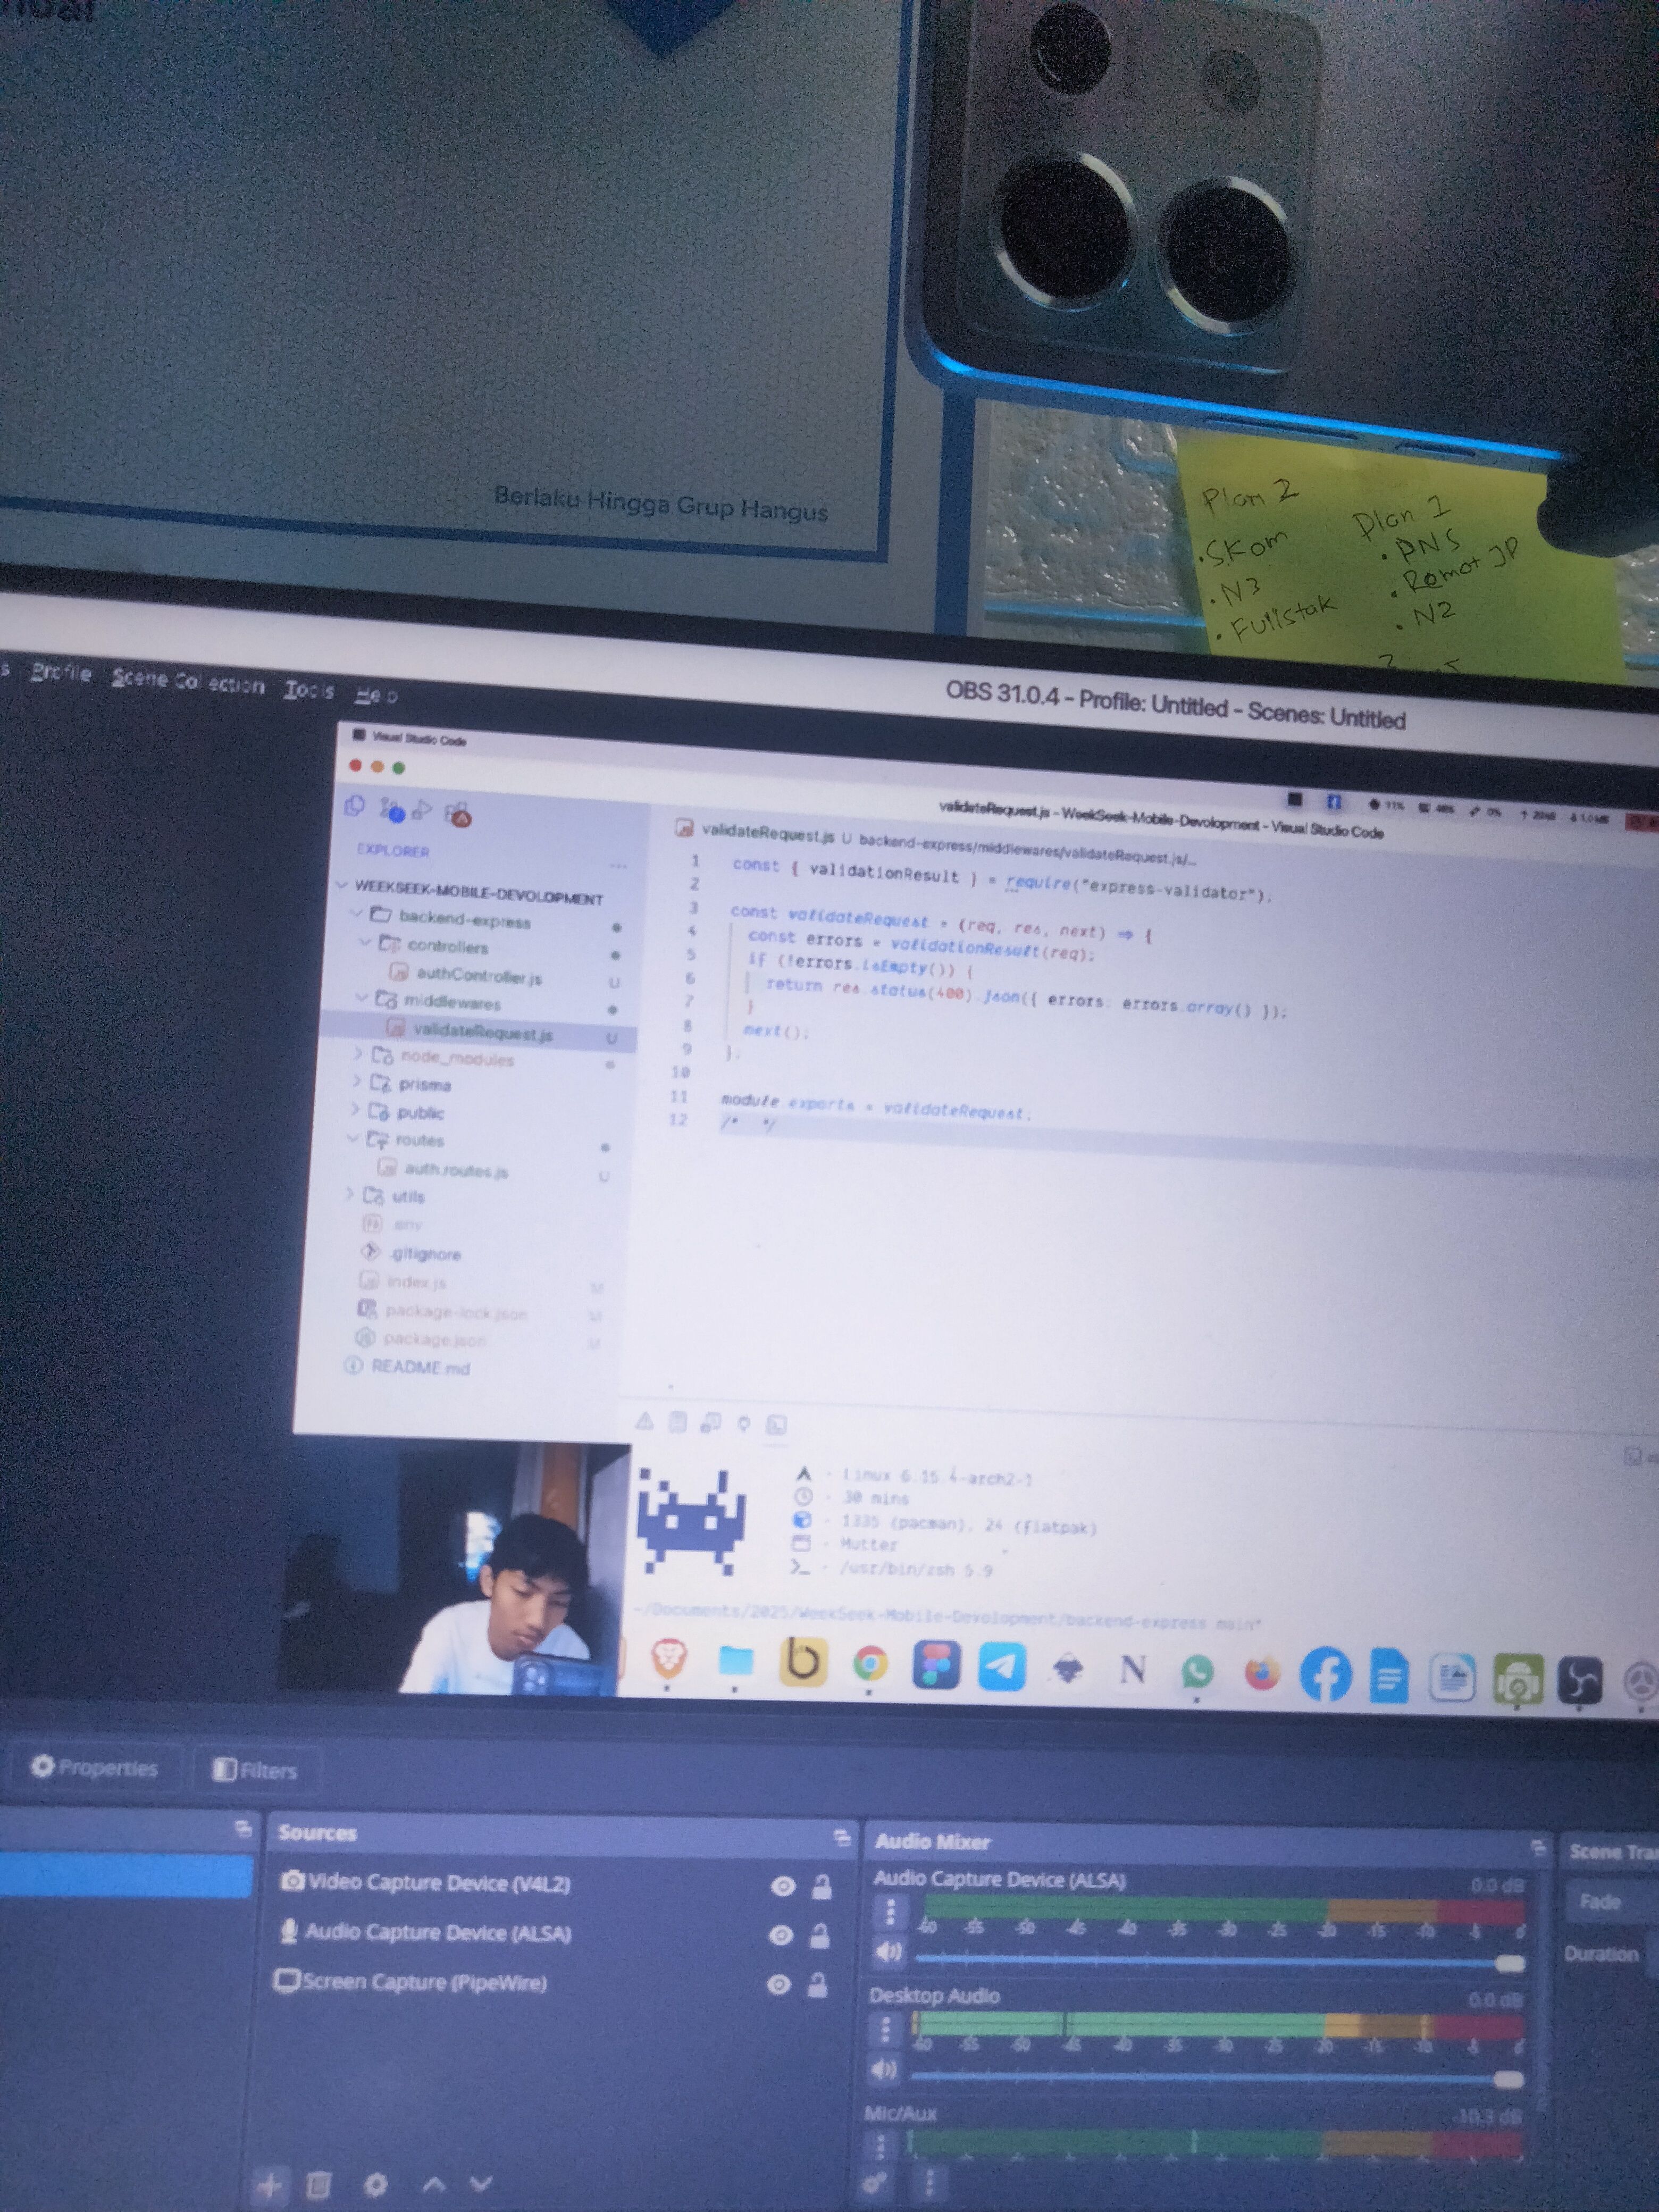 Berlaku Hingga Grup Hangus
Plan 2
• SKom
• N3
• Fullstak
Plan 1
• PNS
• Remot JP
• N2
Profile Scene Collection Tools Help
OBS 31.0.4 - Profile: Untitled - Scenes: Untitled
Visual Studio Code
validateRequest.js - WeekSeek-Mobile-Devolopment - Visual Studio Code
EXPLORER
WEEKSEEK-MOBILE-DEVOLOPMENT
backend-express
controllers
authController.js U
middlewares
validateRequest.js U
node_modules
prisma
public
routes
auth.routes.js U
utils
.env
.gitignore
index.js M
package-lock.json M
package.json M
README.md
validateRequest.js U backend-express/middlewares/validateRequest.js/...
1 const { validationResult } = require("express-validator");
2
3 const validateRequest = (req, res, next) => {
4 const errors = validationResult(req);
5 if (!errors.isEmpty()) {
6 return res.status(400).json({ errors: errors.array() });
7 }
8 next();
9 };
10
11 module.exports = validateRequest;
12 /* */
Linux 6.15.4-arch2-1
30 mins
1335 (pacman), 24 (flatpak)
Mutter
/usr/bin/zsh 5.9
~/Documents/2025/WeekSeek-Mobile-Devolopment/backend-express main*
Properties Filters
Sources
Video Capture Device (V4L2)
Audio Capture Device (ALSA)
Screen Capture (PipeWire)
Audio Mixer
Audio Capture Device (ALSA) 0.0 dB
-60 -55 -50 -45 -40 -35 -30 -25 -20 -15 -10 -5 0
Desktop Audio 0.0 dB
-60 -55 -50 -45 -40 -35 -30 -25 -20 -15 -10 -5 0
Mic/Aux -10.3 dB
Scene Tra
Fade
Duration